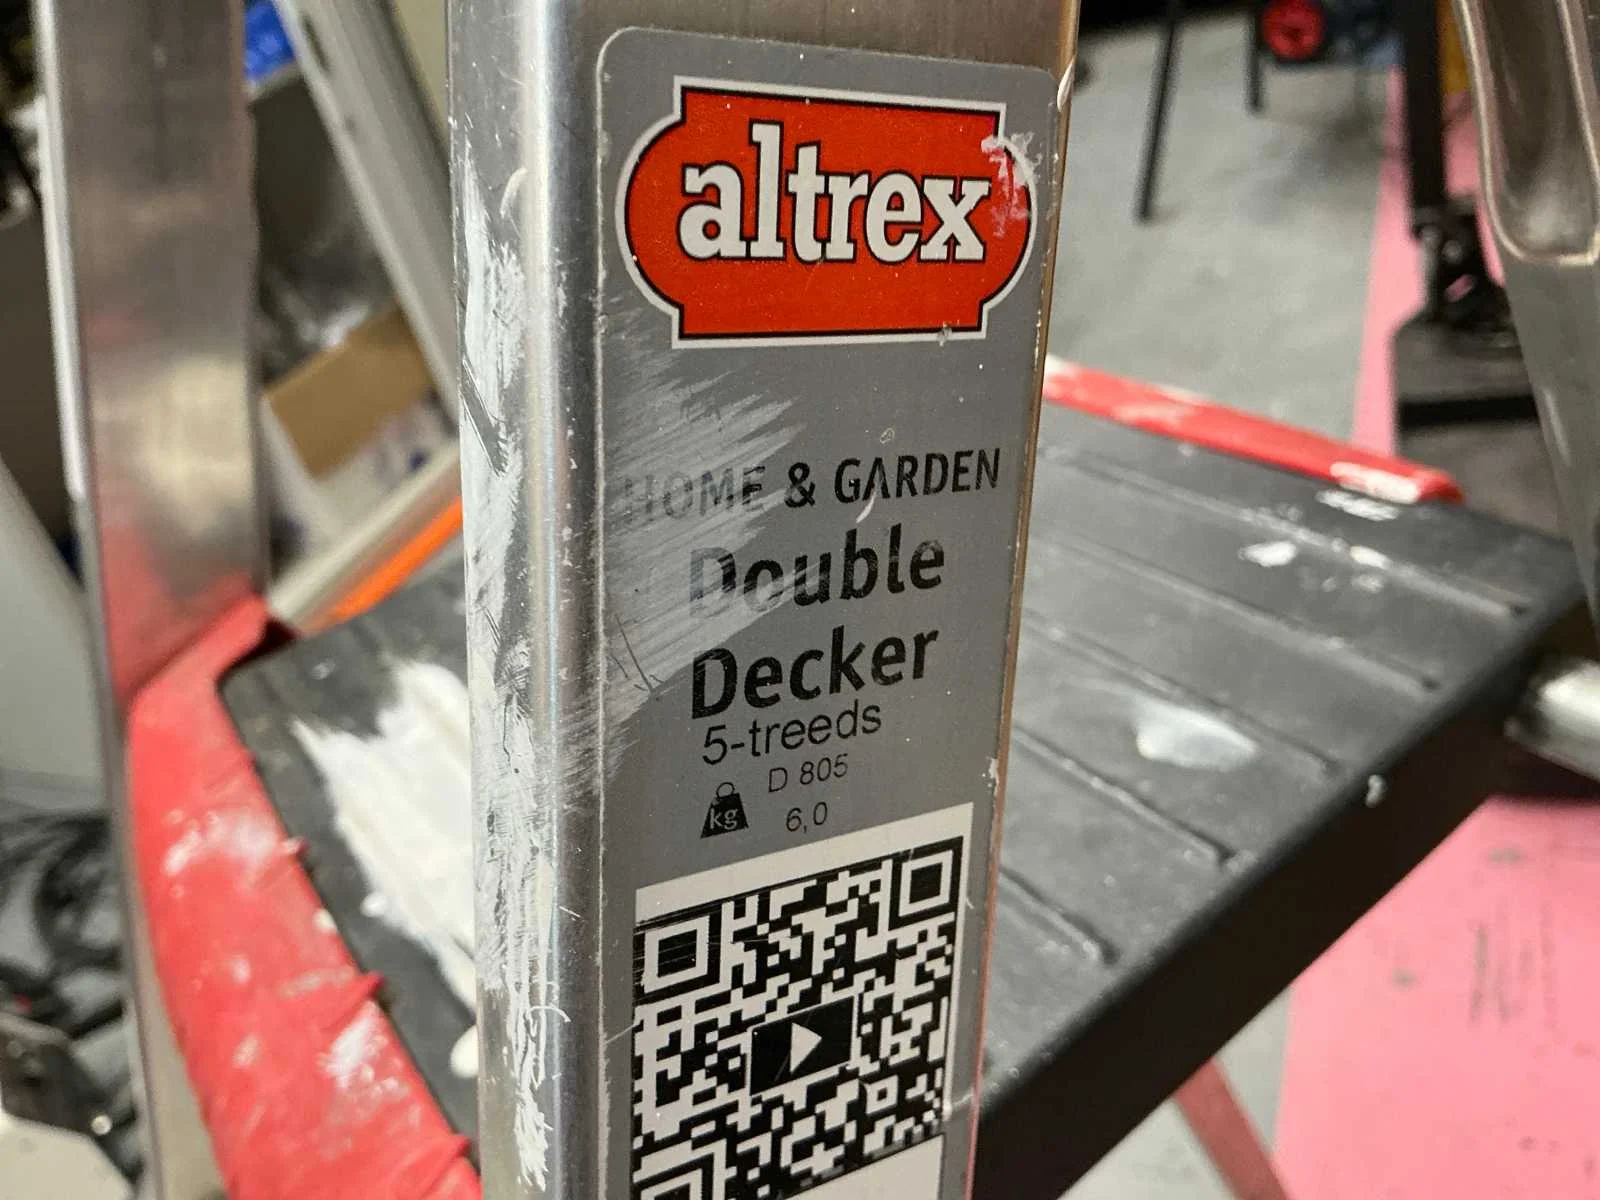 altrex
HOME & GARDEN
Double
Decker
5-treeds
D 805
kg
6,0